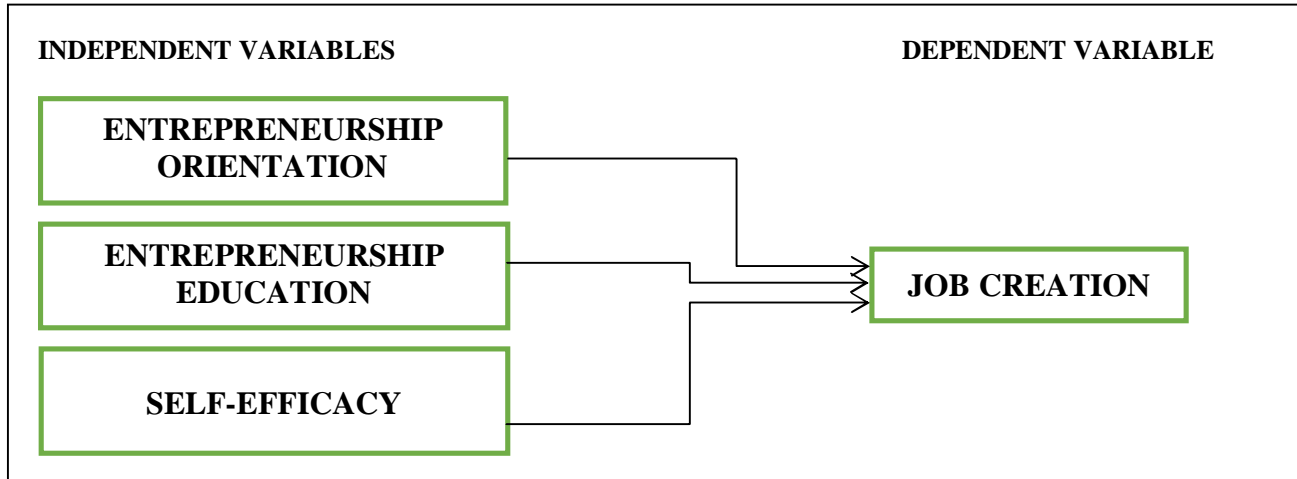 INDEPENDENT VARIABLES
DEPENDENT VARIABLE
ENTREPRENEURSHIP
ORIENTATION
ENTREPRENEURSHIP
EDUCATION
JOB CREATION
SELF-EFFICACY